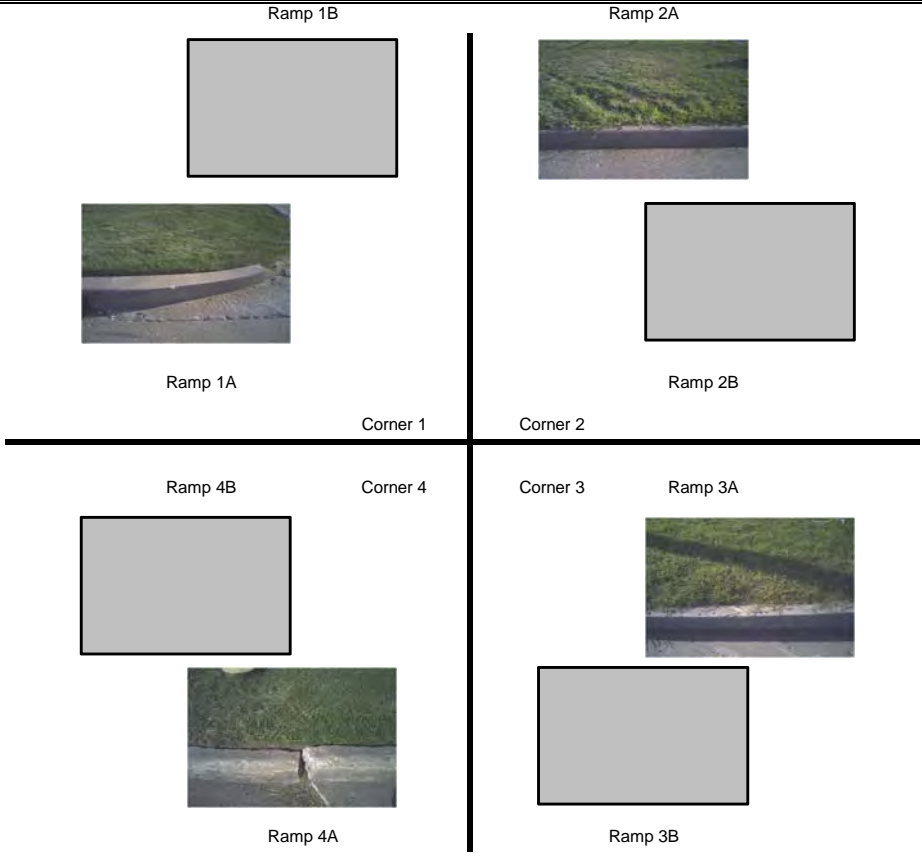 Ramp 1B
Ramp 2A
Ramp 1A
Ramp 2B
Corner 1
Corner 2
Ramp 4B
Corner 4
Corner 3
Ramp 3A
Ramp 4A
Ramp 3B